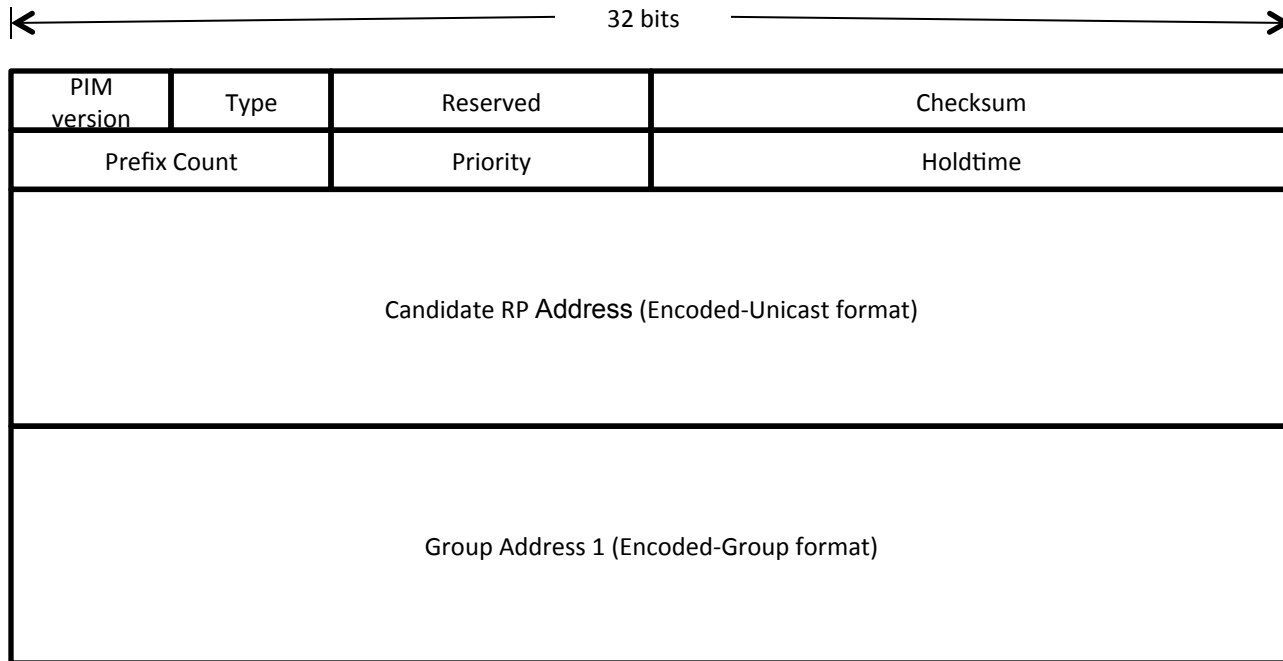 32 bits
PIM
version
Type
Reserved
Checksum
Prefix Count
Priority
Holdtime
Candidate RP Address (Encoded-Unicast format)
Group Address 1 (Encoded-Group format)